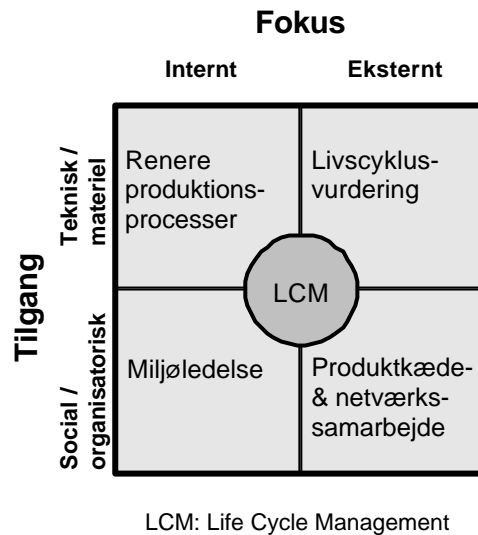 Fokus
Internt
Eksternt
Tilgang
Teknisk /
materiel
Renere
produktions-
processer
Livscyklus-
vurdering
LCM
Social /
organisatorisk
Miljøledelse
Produktkæde-
& netværks-
samarbejde
LCM: Life Cycle Management